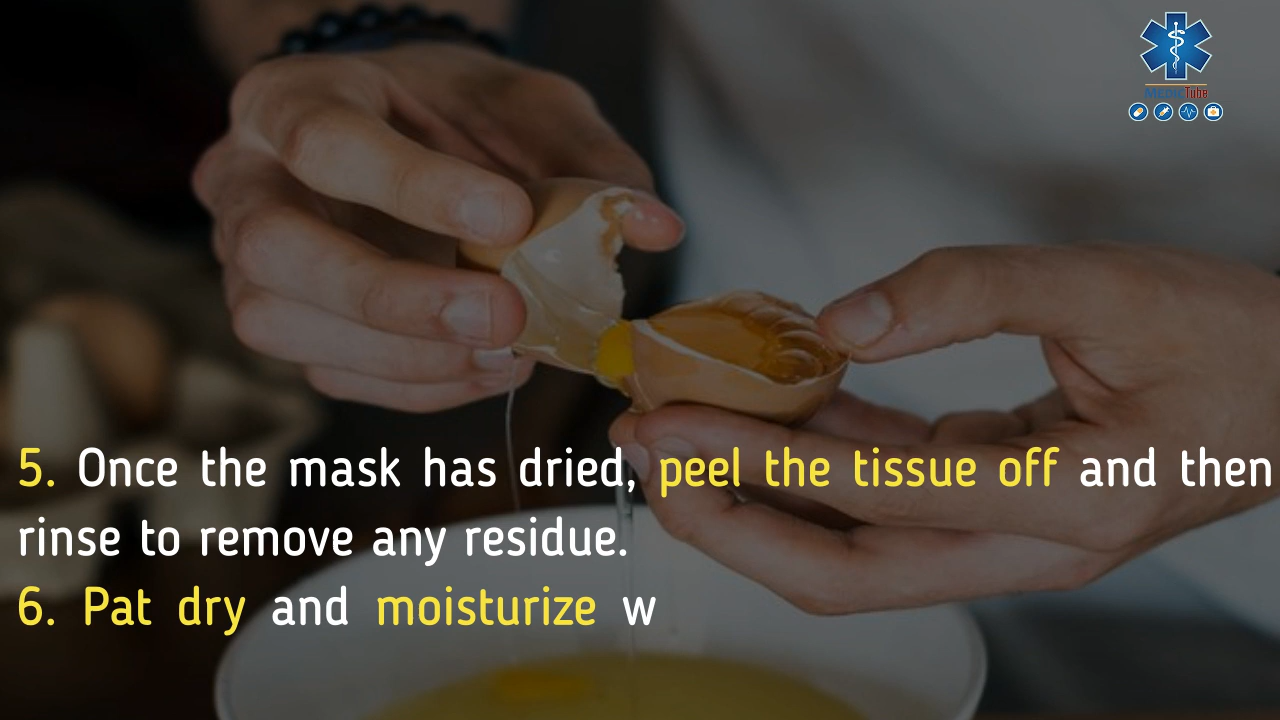 MEDICTube
5. Once the mask has dried, peel the tissue off and then
rinse to remove any residue.
6. Pat dry and moisturize w